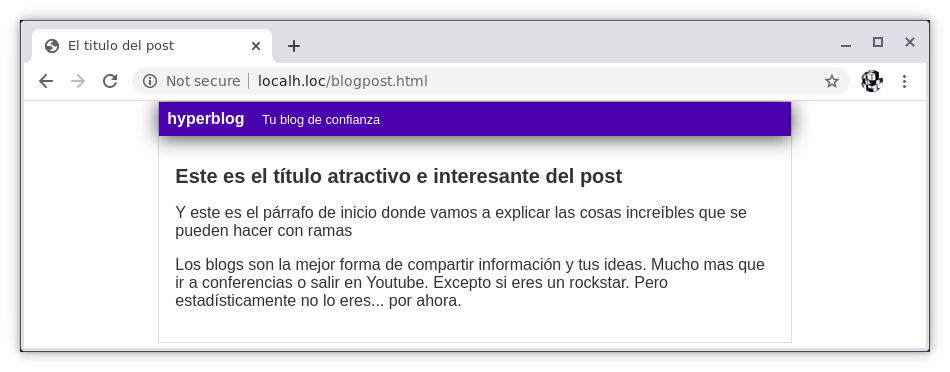 El titulo del post
Not secure | localh.loc/blogpost.html
hyperblog Tu blog de confianza
Este es el título atractivo e interesante del post
Y este es el párrafo de inicio donde vamos a explicar las cosas increíbles que se
pueden hacer con ramas
Los blogs son la mejor forma de compartir información y tus ideas. Mucho mas que
ir a conferencias o salir en Youtube. Excepto si eres un rockstar. Pero
estadísticamente no lo eres... por ahora.